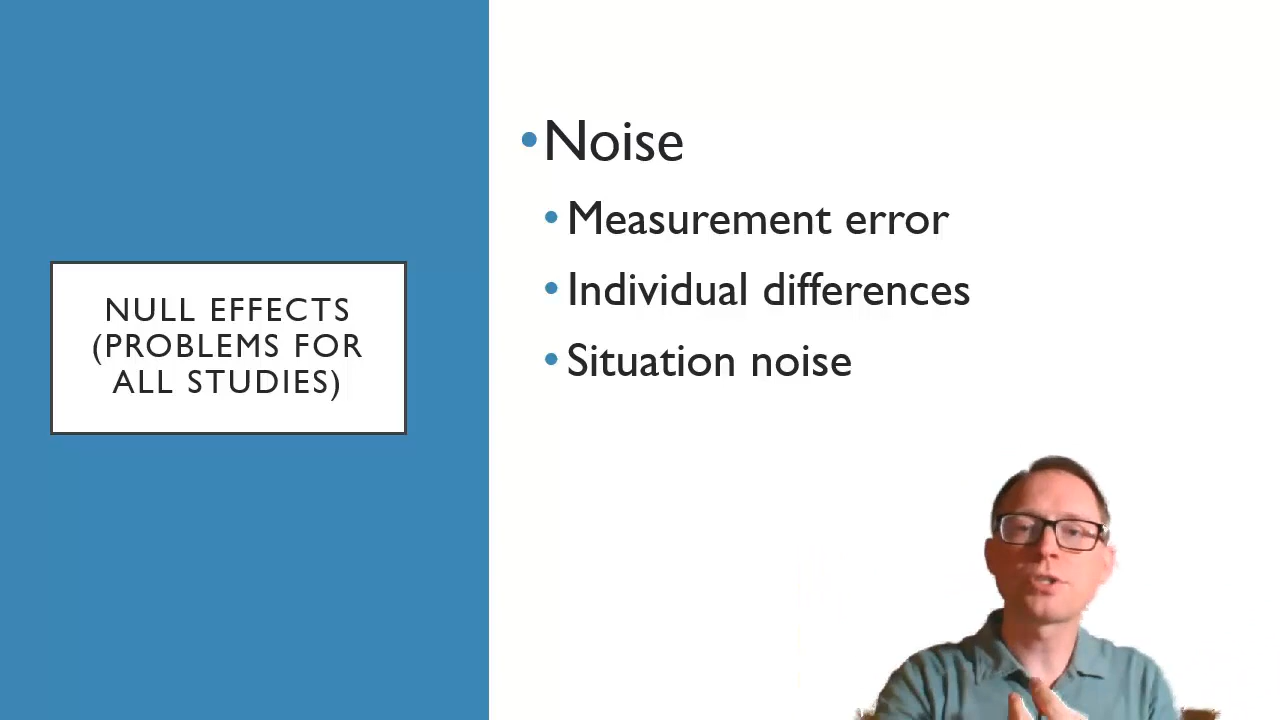 NULL EFFECTS
(PROBLEMS FOR
ALL STUDIES)
•Noise
•Measurement error
•Individual differences
•Situation noise